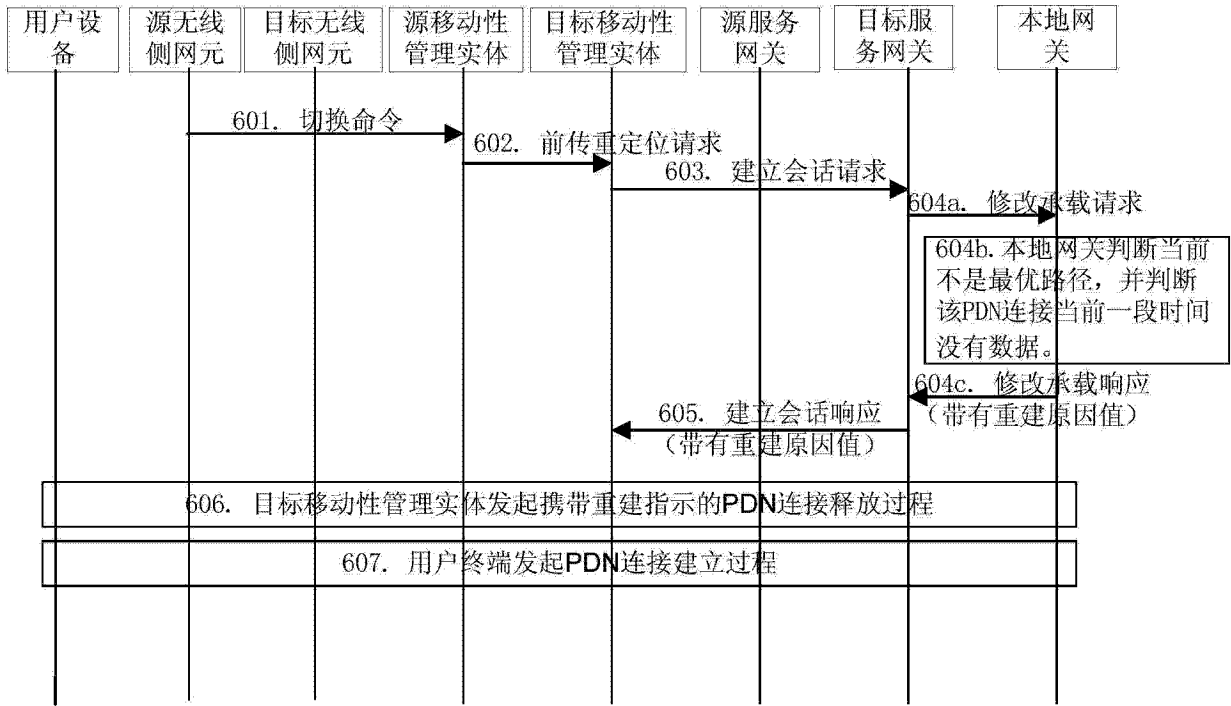 用户设
备
源无线
侧网元
目标无线
侧网元
源移动性
管理实体
目标移动性
管理实体
源服务
网关
目标服
务网关
本地网
关
601. 切换命令
602. 前传重定位请求
603. 建立会话请求
604a. 修改承载请求
604b.本地网关判断当前
不是最优路径，并判断
该PDN连接当前一段时间
没有数据。
604c. 修改承载响应
（带有重建原因值）
605. 建立会话响应
（带有重建原因值）
606. 目标移动性管理实体发起携带重建指示的PDN连接释放过程
607. 用户终端发起PDN连接建立过程